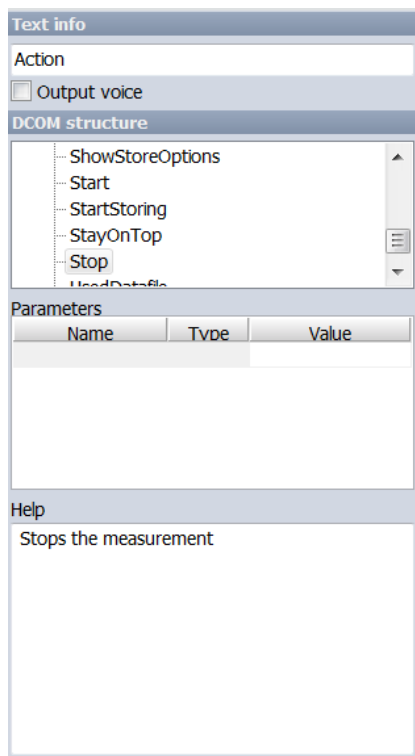 Text info
Action
Output voice
DCOM structure
ShowStoreOptions
Start
StartStoring
StayOnTop
Stop
UsedDatafile
Parameters
Name Type Value
Help
Stops the measurement